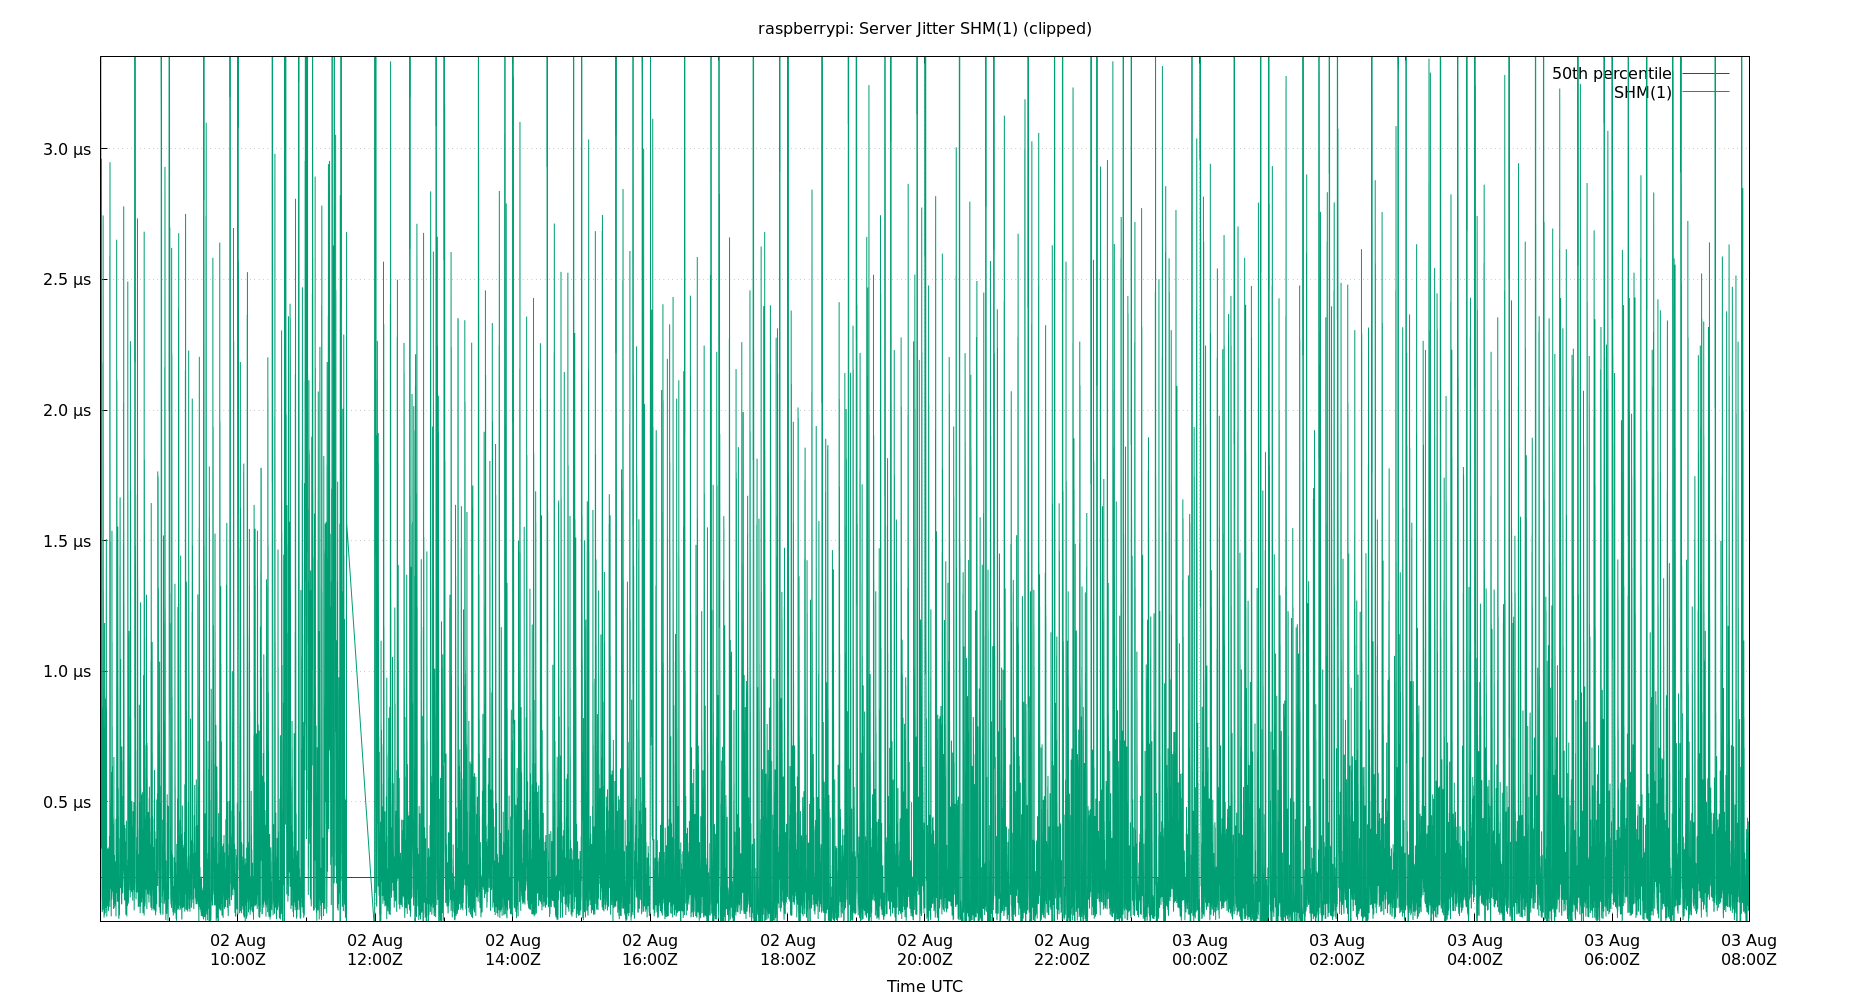 raspberrypi: Server Jitter SHM(1) (clipped)
50th percentile
SHM(1)
3.0 µs
2.5 µs
2.0 µs
1.5 µs
1.0 µs
0.5 µs
02 Aug 02 Aug 02 Aug 02 Aug 02 Aug 02 Aug 02 Aug 03 Aug 03 Aug 03 Aug 03 Aug 03 Aug
10:00Z 12:00Z 14:00Z 16:00Z 18:00Z 20:00Z 22:00Z 00:00Z 02:00Z 04:00Z 06:00Z 08:00Z
Time UTC